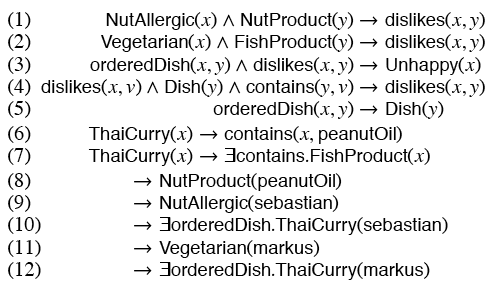 (1) NutAllergic(x) ∧ NutProduct(y) → dislikes(x, y)
(2) Vegetarian(x) ∧ FishProduct(y) → dislikes(x, y)
(3) orderedDish(x, y) ∧ dislikes(x, y) → Unhappy(x)
(4) dislikes(x, v) ∧ Dish(y) ∧ contains(y, v) → dislikes(x, y)
(5) orderedDish(x, y) → Dish(y)
(6) ThaiCurry(x) → contains(x, peanutOil)
(7) ThaiCurry(x) → ∃contains.FishProduct(x)
(8) → NutProduct(peanutOil)
(9) → NutAllergic(sebastian)
(10) → ∃orderedDish.ThaiCurry(sebastian)
(11) → Vegetarian(markus)
(12) → ∃orderedDish.ThaiCurry(markus)